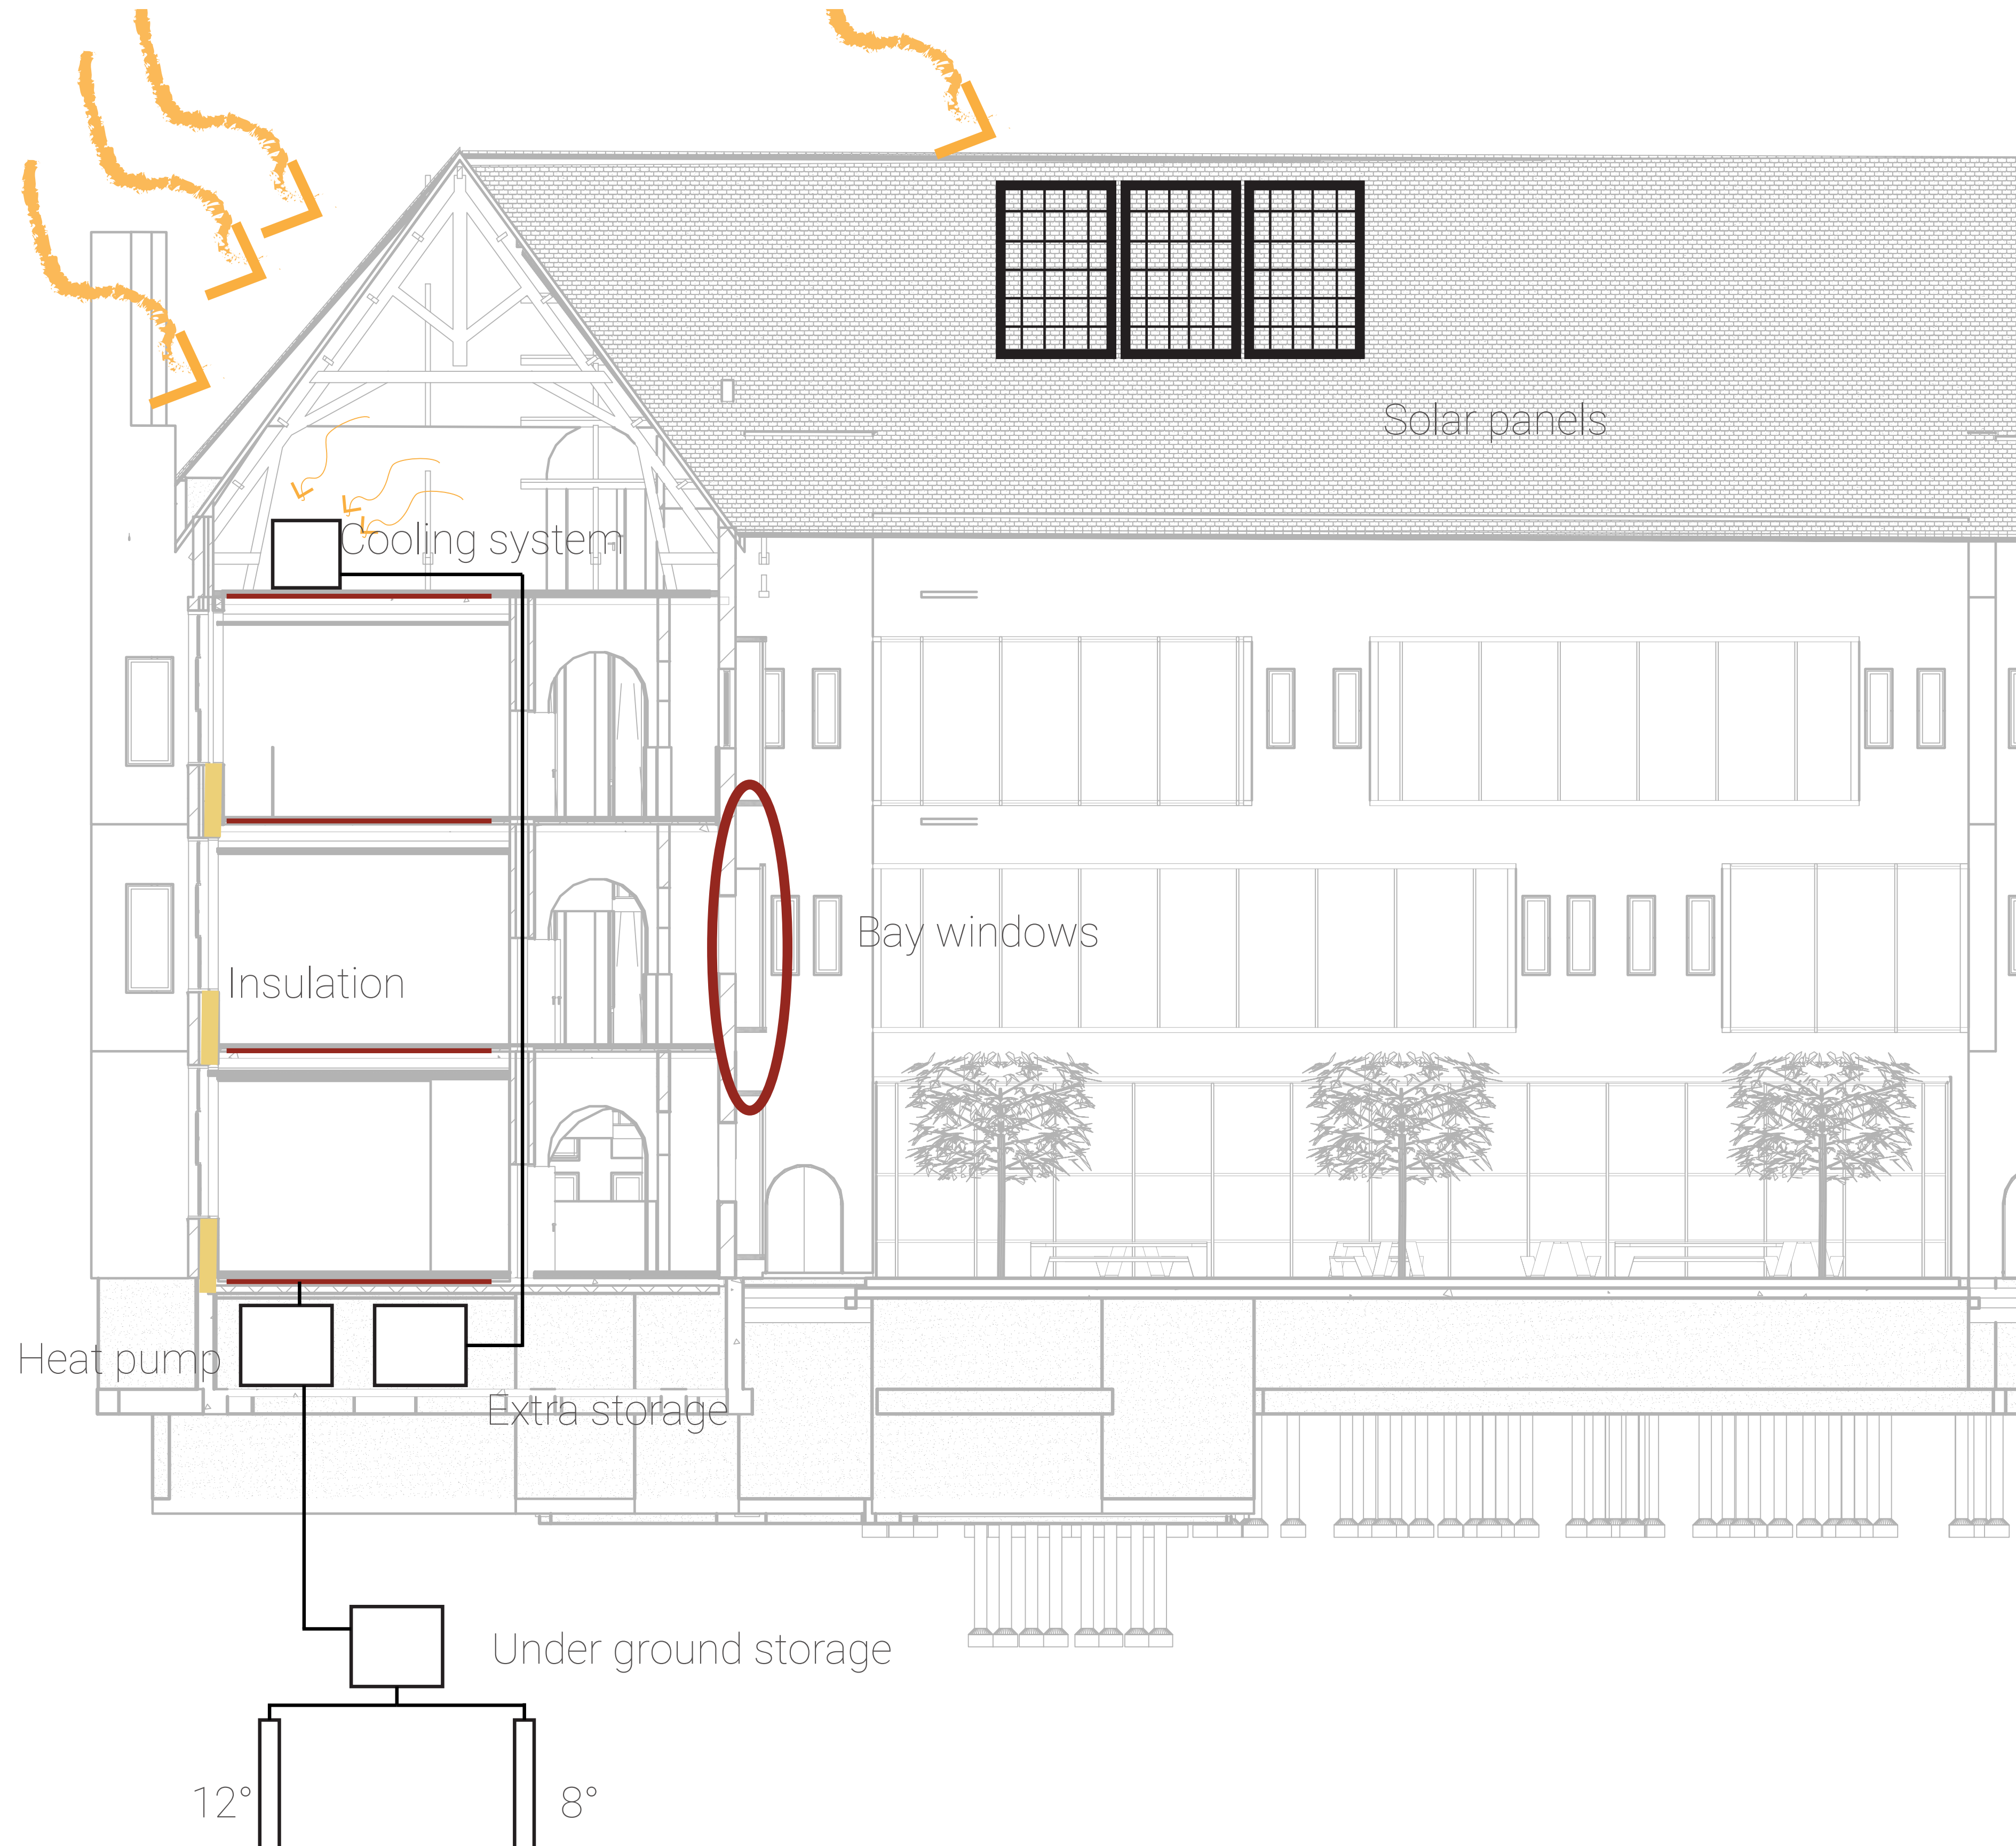 Solar panels
Cooling system
Bay windows
Insulation
Heat pump
Extra storage
Under ground storage
12° 8°